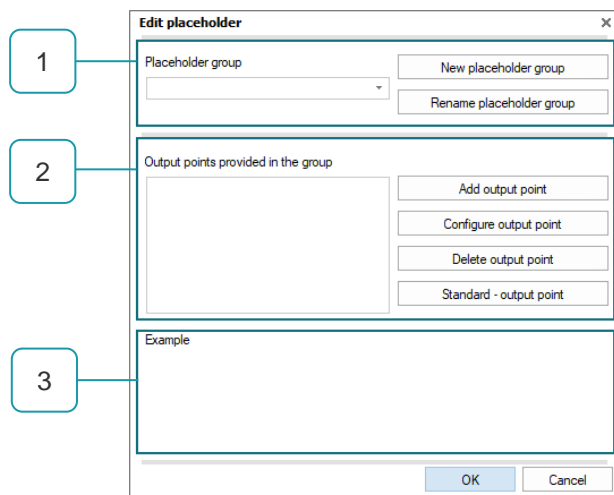 Edit placeholder
1
Placeholder group
New placeholder group
Rename placeholder group
2
Output points provided in the group
Add output point
Configure output point
Delete output point
Standard - output point
3
Example
OK
Cancel